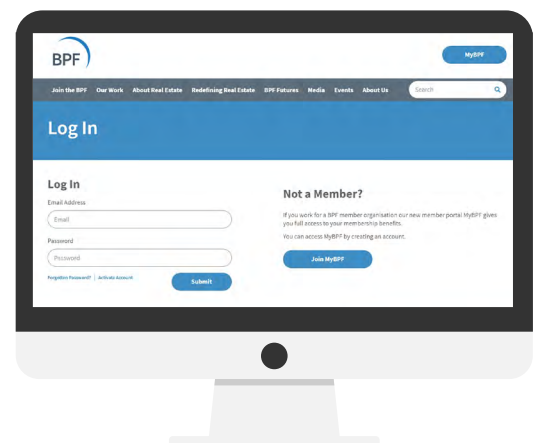 BPF
MyBPF
Join the BPF Our Work About Real Estate Redefining Real Estate BPF Futures Media Events About Us Search
Log In
Log In
Email Address
Email
Password
Password
Forgotten Password? | Activate Account
Submit
Not a Member?
If you work for a BPF member organisation our new member portal MyBPF gives
you full access to your membership benefits.
You can access MyBPF by creating an account.
Join MyBPF